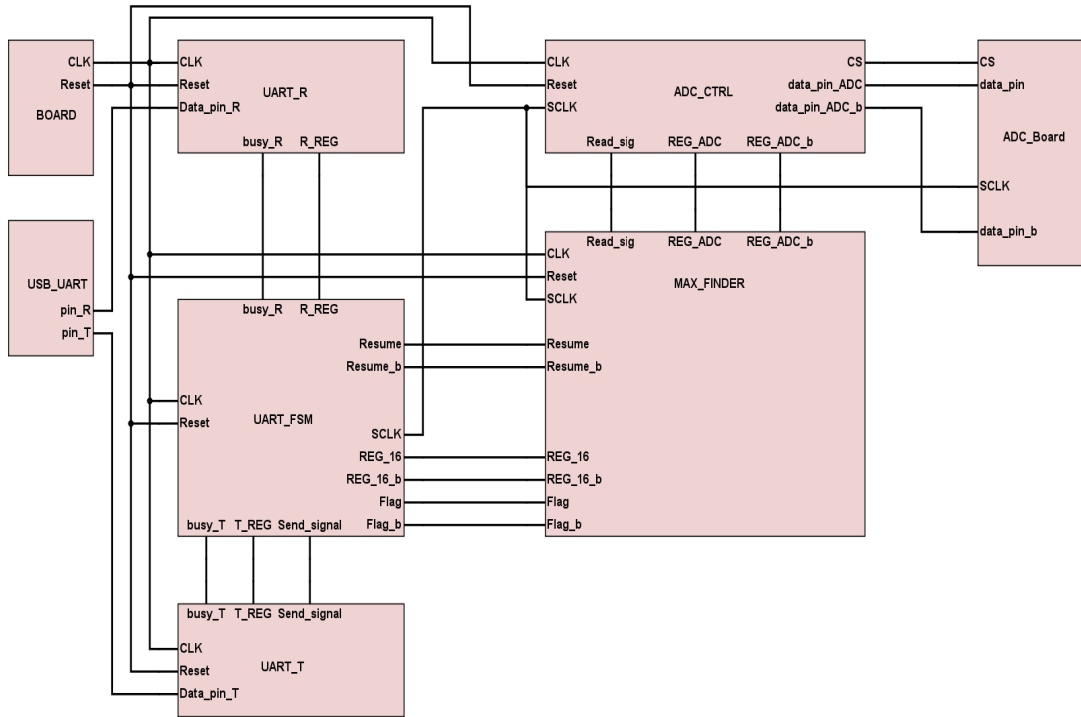 CLK
Reset
BOARD
CLK
Reset
Data_pin_R
UART_R
busy_R R_REG
CLK
Reset
SCLK
ADC_CTRL
CS
data_pin_ADC
data_pin_ADC_b
Read_sig REG_ADC REG_ADC_b
CS
data_pin
ADC_Board
SCLK
data_pin_b
USB_UART
pin_R
pin_T
Read_sig REG_ADC REG_ADC_b
CLK
Reset
SCLK
MAX_FINDER
Resume
Resume_b
REG_16
REG_16_b
Flag
Flag_b
busy_R R_REG
Resume
Resume_b
CLK
Reset
UART_FSM
SCLK
REG_16
REG_16_b
Flag
Flag_b
busy_T T_REG Send_signal
busy_T T_REG Send_signal
CLK
Reset
Data_pin_T
UART_T